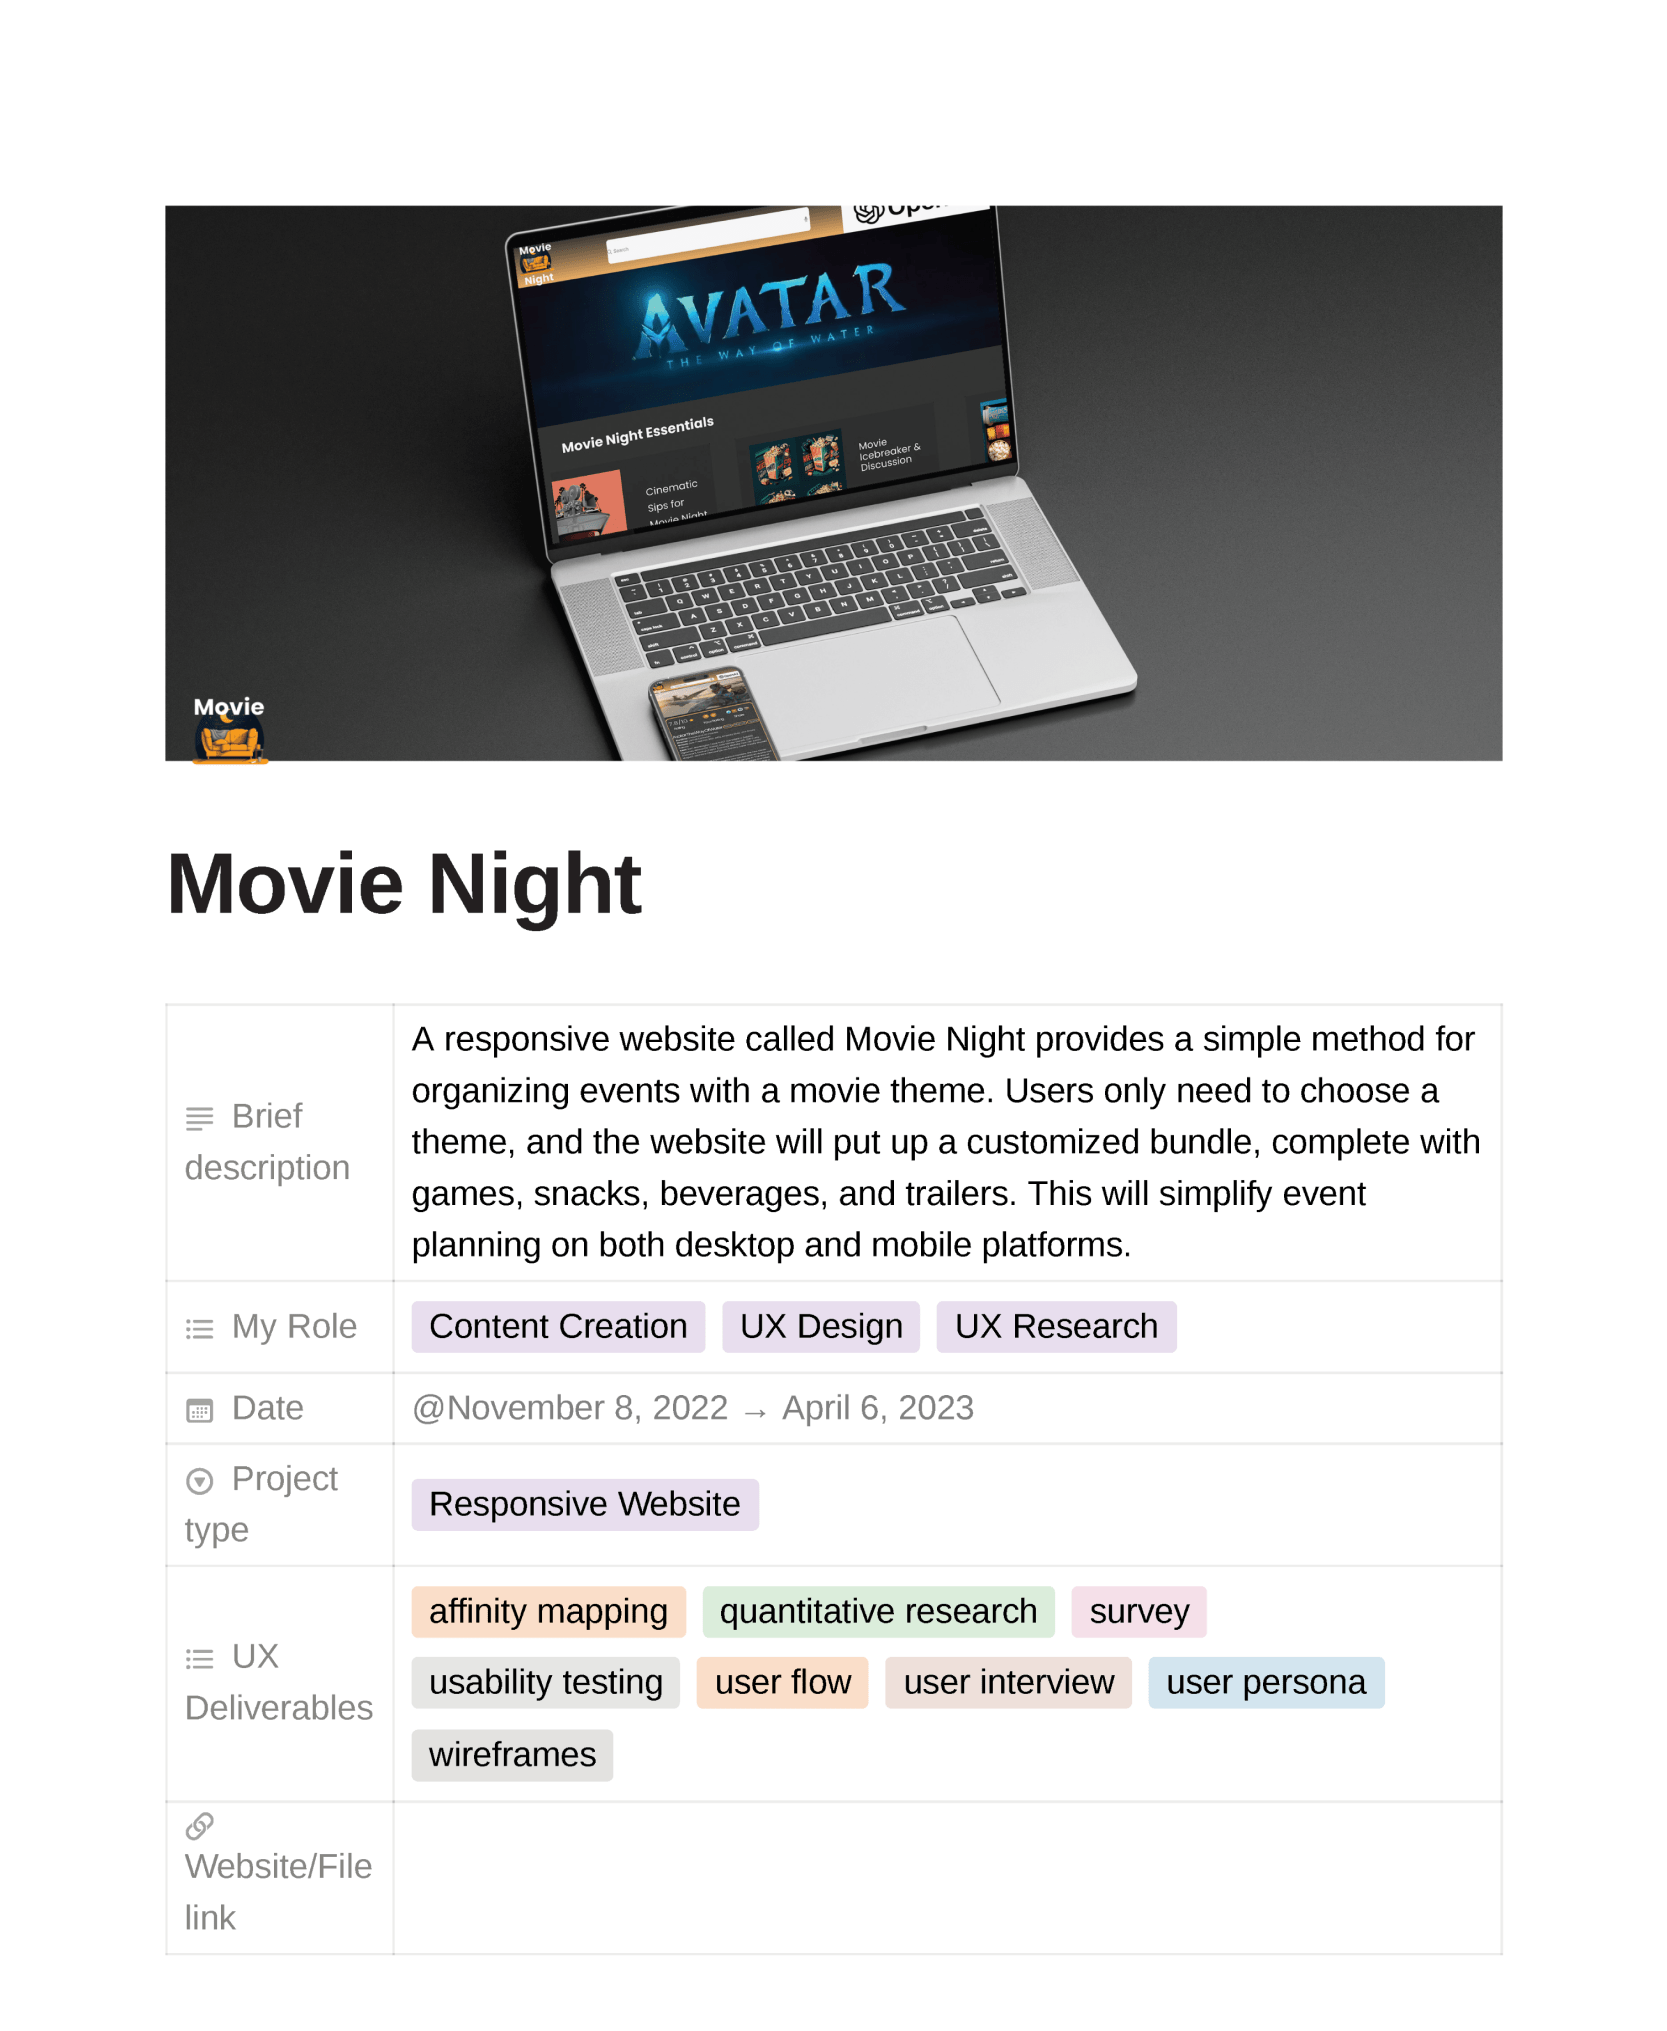 Movie
Night
Search
AVATAR
THE WAY OF WATER
Movie Night Essentials
Cinematic
Sips for
Movie Night
Movie
Icebreaker &
Discussion
Movie
Movie Night
Brief
description
A responsive website called Movie Night provides a simple method for
organizing events with a movie theme. Users only need to choose a
theme, and the website will put up a customized bundle, complete with
games, snacks, beverages, and trailers. This will simplify event
planning on both desktop and mobile platforms.
My Role
Content Creation UX Design UX Research
Date
@November 8, 2022 → April 6, 2023
Project
type
Responsive Website
UX
Deliverables
affinity mapping quantitative research survey
usability testing user flow user interview user persona
wireframes
Website/File
link